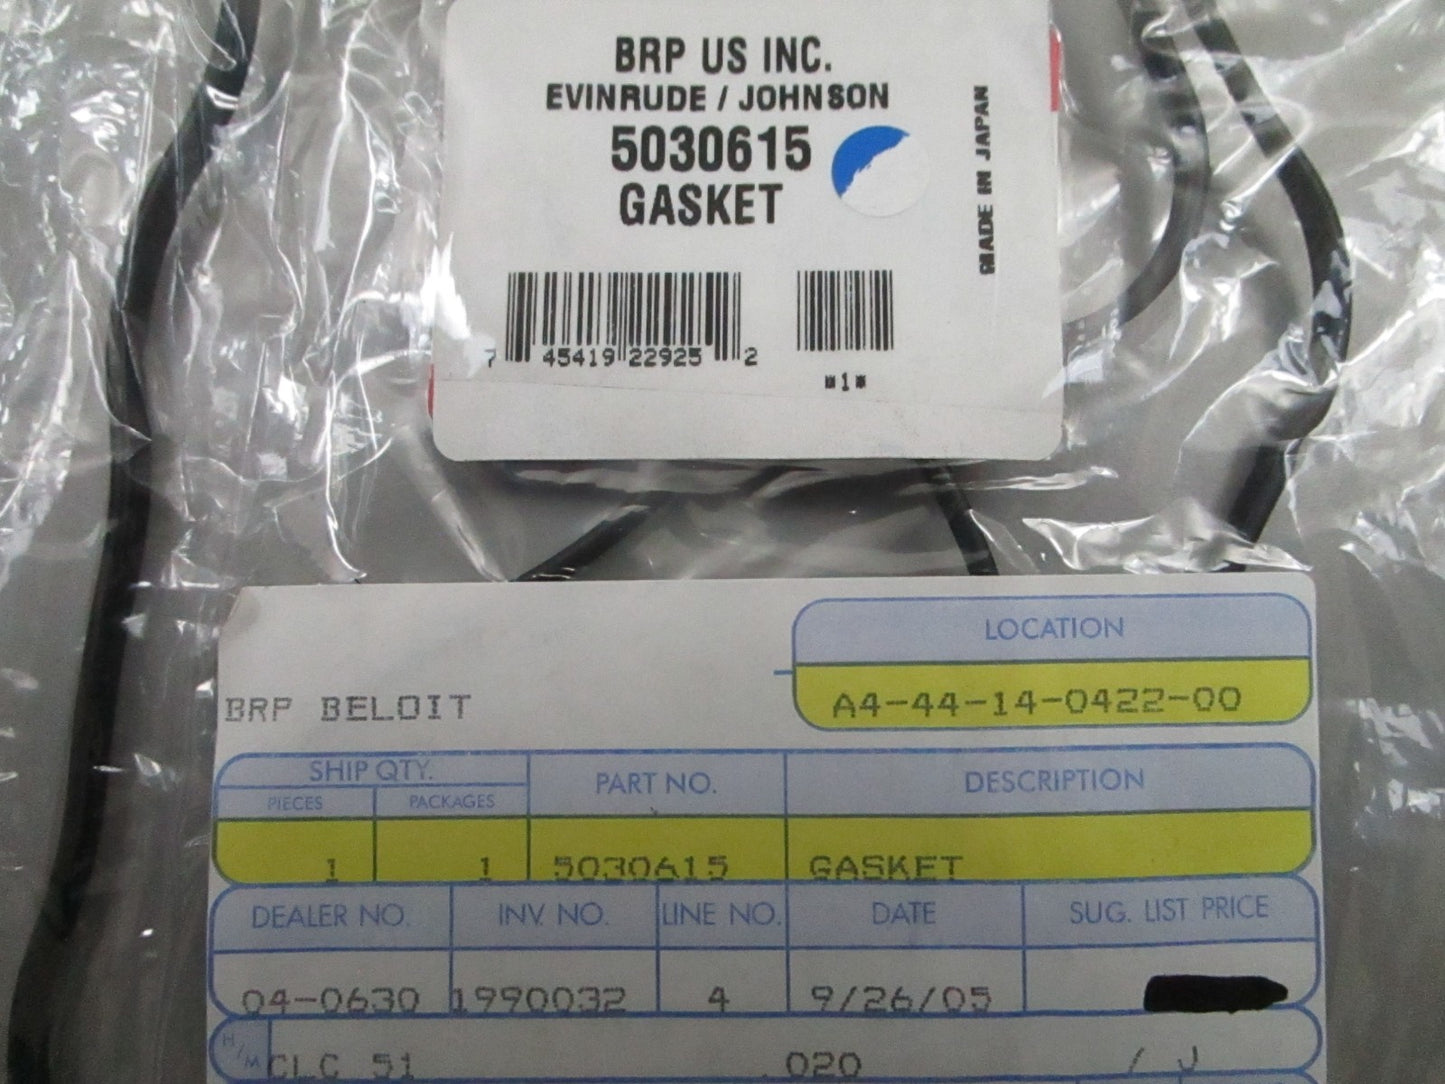 BRP US INC.
EVINRUDE / JOHNSON
5030615
GASKET
MADE IN JAPAN
7 45419 22925 2
*1*
LOCATION
A4-44-14-0422-00
BRP BELOIT
SHIP QTY. PART NO. DESCRIPTION
PIECES PACKAGES
1 1 5030615 GASKET
DEALER NO. INV. NO. LINE NO. DATE SUG. LIST PRICE
04-0630 1990032 4 9/26/05
H/M CLC 51 .020 / J